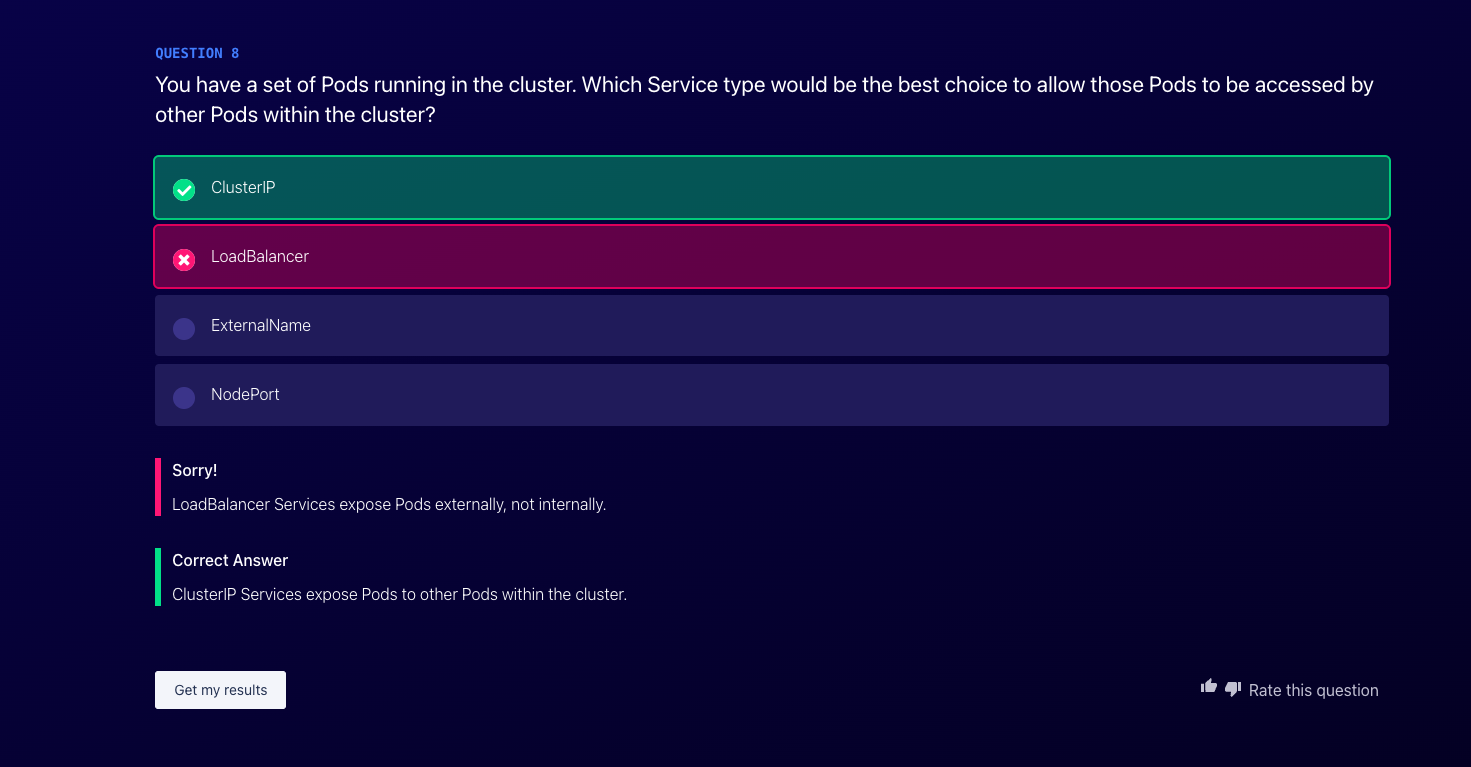 QUESTION 8
You have a set of Pods running in the cluster. Which Service type would be the best choice to allow those Pods to be accessed by
other Pods within the cluster?
ClusterIP
LoadBalancer
ExternalName
NodePort
Sorry!
LoadBalancer Services expose Pods externally, not internally.
Correct Answer
ClusterIP Services expose Pods to other Pods within the cluster.
Get my results
Rate this question